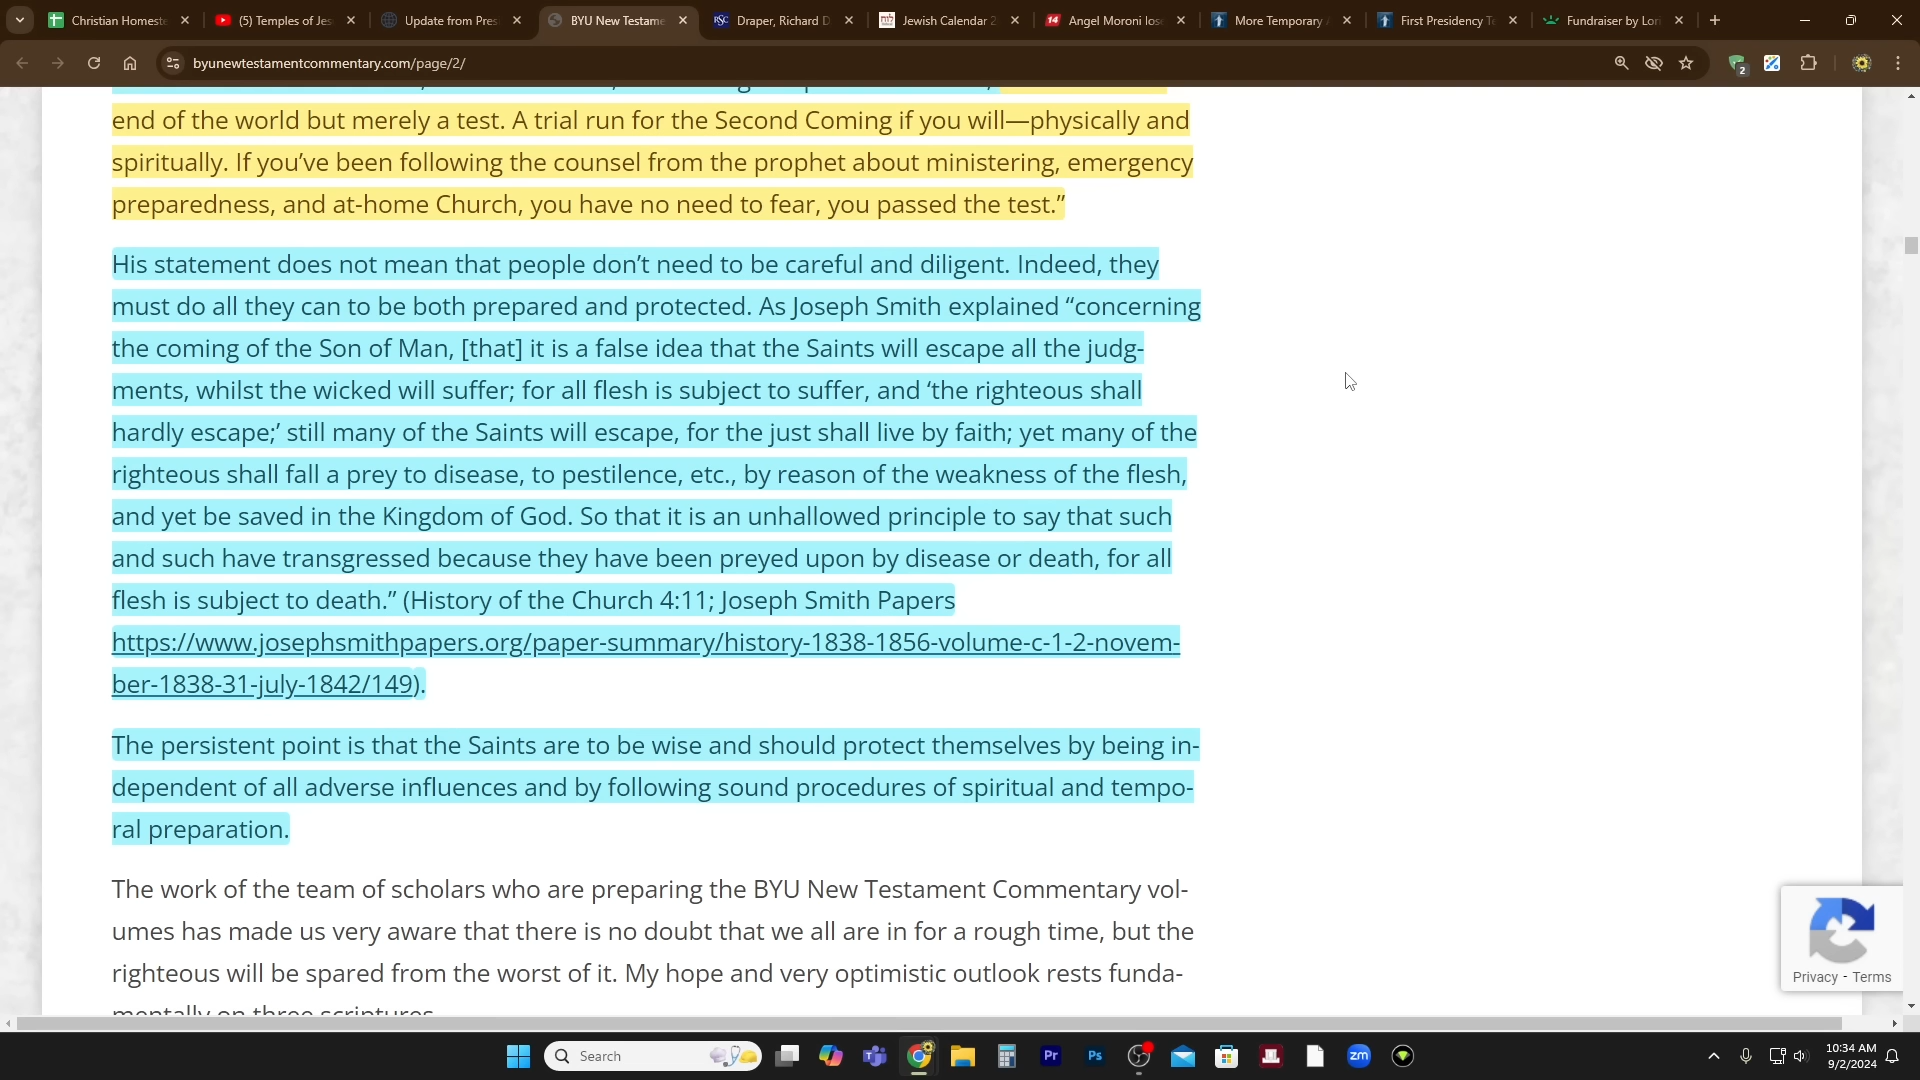 Christian Homeste
(5) Temples of Jes
Update from Pres
BYU New Testame
Draper, Richard D.
Jewish Calendar 2
Angel Moroni los
More Temporary
First Presidency Te
Fundraiser by Lori
byunewtestamentcommentary.com/page/2/
2
end of the world but merely a test. A trial run for the Second Coming if you will—physically and
spiritually. If you’ve been following the counsel from the prophet about ministering, emergency
preparedness, and at-home Church, you have no need to fear, you passed the test.”
His statement does not mean that people don’t need to be careful and diligent. Indeed, they
must do all they can to be both prepared and protected. As Joseph Smith explained “concerning
the coming of the Son of Man, [that] it is a false idea that the Saints will escape all the judg-
ments, whilst the wicked will suffer; for all flesh is subject to suffer, and ‘the righteous shall
hardly escape;’ still many of the Saints will escape, for the just shall live by faith; yet many of the
righteous shall fall a prey to disease, to pestilence, etc., by reason of the weakness of the flesh,
and yet be saved in the Kingdom of God. So that it is an unhallowed principle to say that such
and such have transgressed because they have been preyed upon by disease or death, for all
flesh is subject to death.” (History of the Church 4:11; Joseph Smith Papers
https://www.josephsmithpapers.org/paper-summary/history-1838-1856-volume-c-1-2-novem-
ber-1838-31-july-1842/149).
The persistent point is that the Saints are to be wise and should protect themselves by being in-
dependent of all adverse influences and by following sound procedures of spiritual and tempo-
ral preparation.
The work of the team of scholars who are preparing the BYU New Testament Commentary vol-
umes has made us very aware that there is no doubt that we all are in for a rough time, but the
righteous will be spared from the worst of it. My hope and very optimistic outlook rests funda-
mentally on three scriptures
Privacy - Terms
Search
Pr
Ps
zm
10:34 AM
9/2/2024